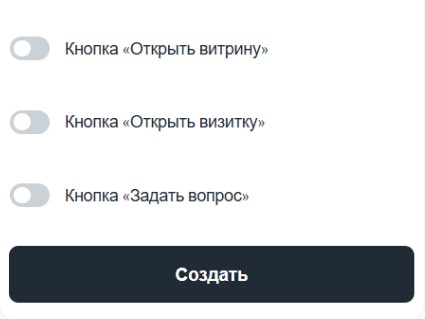 Кнопка «Открыть витрину»
Кнопка «Открыть визитку»
Кнопка «Задать вопрос»
Создать